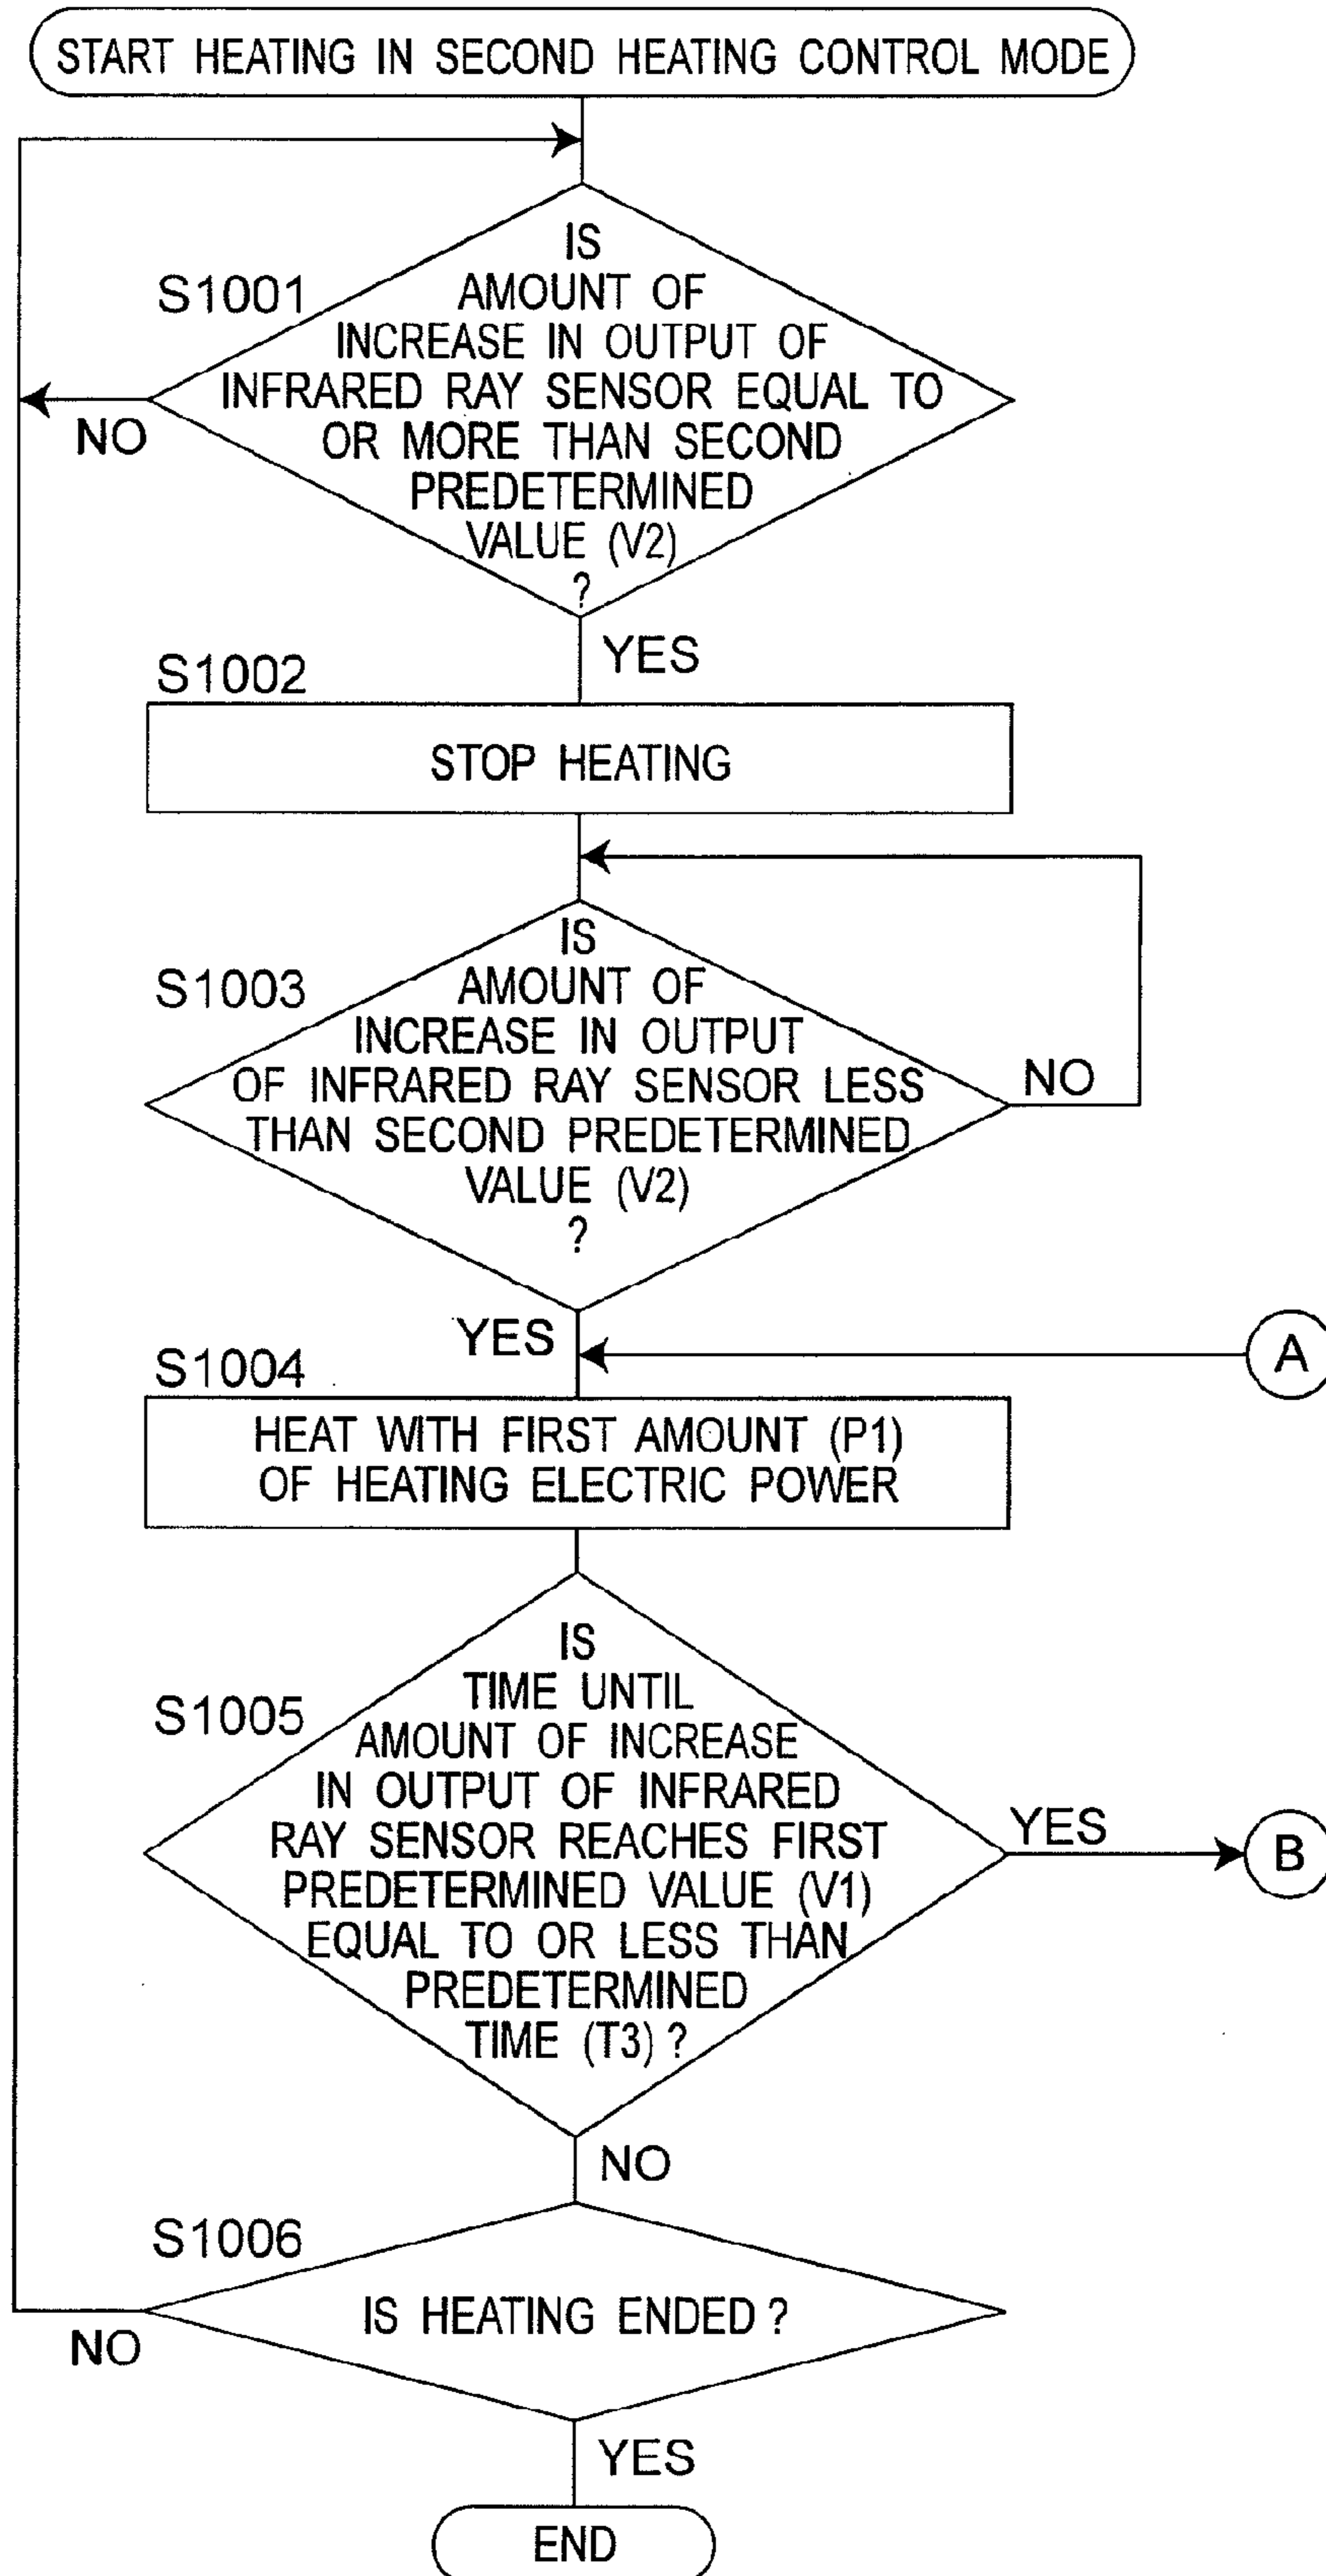 START HEATING IN SECOND HEATING CONTROL MODE
S1001
IS
AMOUNT OF
INCREASE IN OUTPUT OF
INFRARED RAY SENSOR EQUAL TO
OR MORE THAN SECOND
PREDETERMINED
VALUE (V2)
?
NO
YES
S1002
STOP HEATING
S1003
IS
AMOUNT OF
INCREASE IN OUTPUT
OF INFRARED RAY SENSOR LESS
THAN SECOND PREDETERMINED
VALUE (V2)
?
NO
YES
A
S1004
HEAT WITH FIRST AMOUNT (P1)
OF HEATING ELECTRIC POWER
S1005
IS
TIME UNTIL
AMOUNT OF INCREASE
IN OUTPUT OF INFRARED
RAY SENSOR REACHES FIRST
PREDETERMINED VALUE (V1)
EQUAL TO OR LESS THAN
PREDETERMINED
TIME (T3) ?
YES
B
NO
S1006
IS HEATING ENDED ?
NO
YES
END